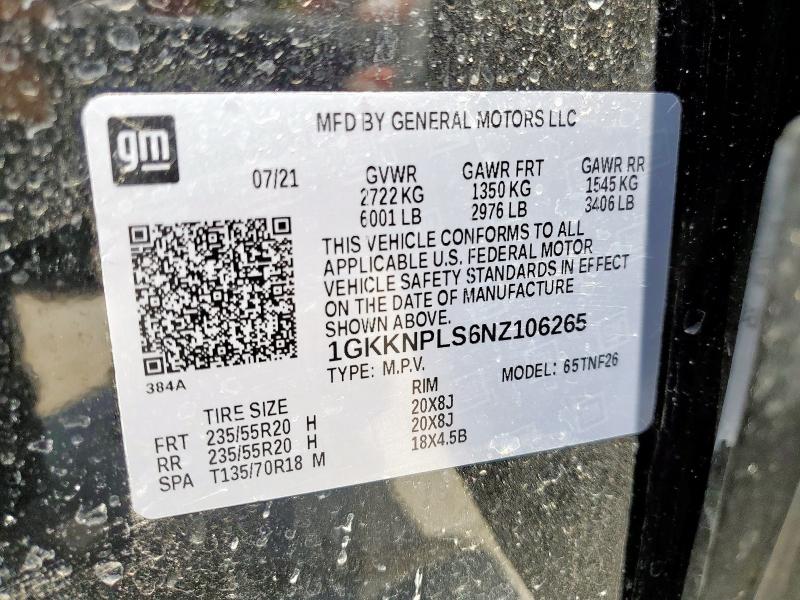 gm
MFD BY GENERAL MOTORS LLC
07/21
GVWR GAWR FRT GAWR RR
2722 KG 1350 KG 1545 KG
6001 LB 2976 LB 3406 LB
THIS VEHICLE CONFORMS TO ALL
APPLICABLE U.S. FEDERAL MOTOR
VEHICLE SAFETY STANDARDS IN EFFECT
ON THE DATE OF MANUFACTURE
SHOWN ABOVE.
1GKKNPLS6NZ106265
TYPE: M.P.V. MODEL: 65TNF26
384A
TIRE SIZE RIM
FRT 235/55R20 H 20X8J
RR 235/55R20 H 20X8J
SPA T135/70R18 M 18X4.5B